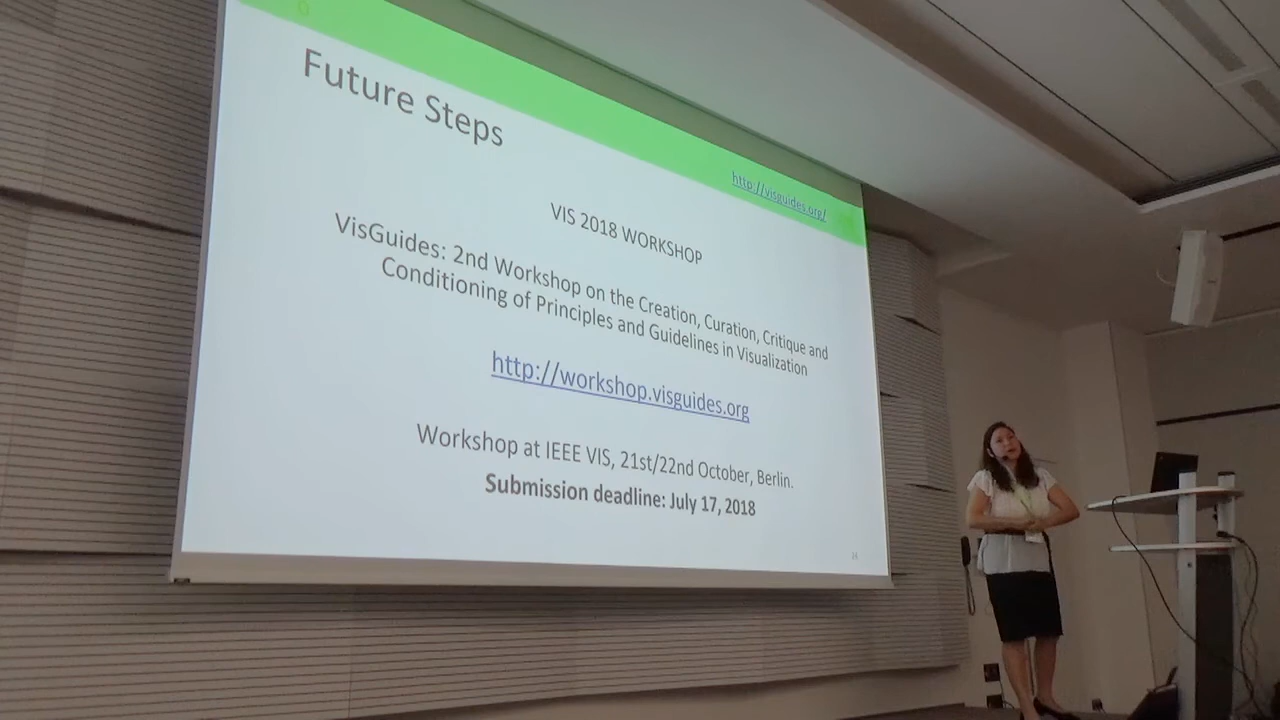 Future Steps
http://visguides.org/
VIS 2018 WORKSHOP
VisGuides: 2nd Workshop on the Creation, Curation, Critique and
Conditioning of Principles and Guidelines in Visualization
http://workshop.visguides.org
Workshop at IEEE VIS, 21st/22nd October, Berlin.
Submission deadline: July 17, 2018